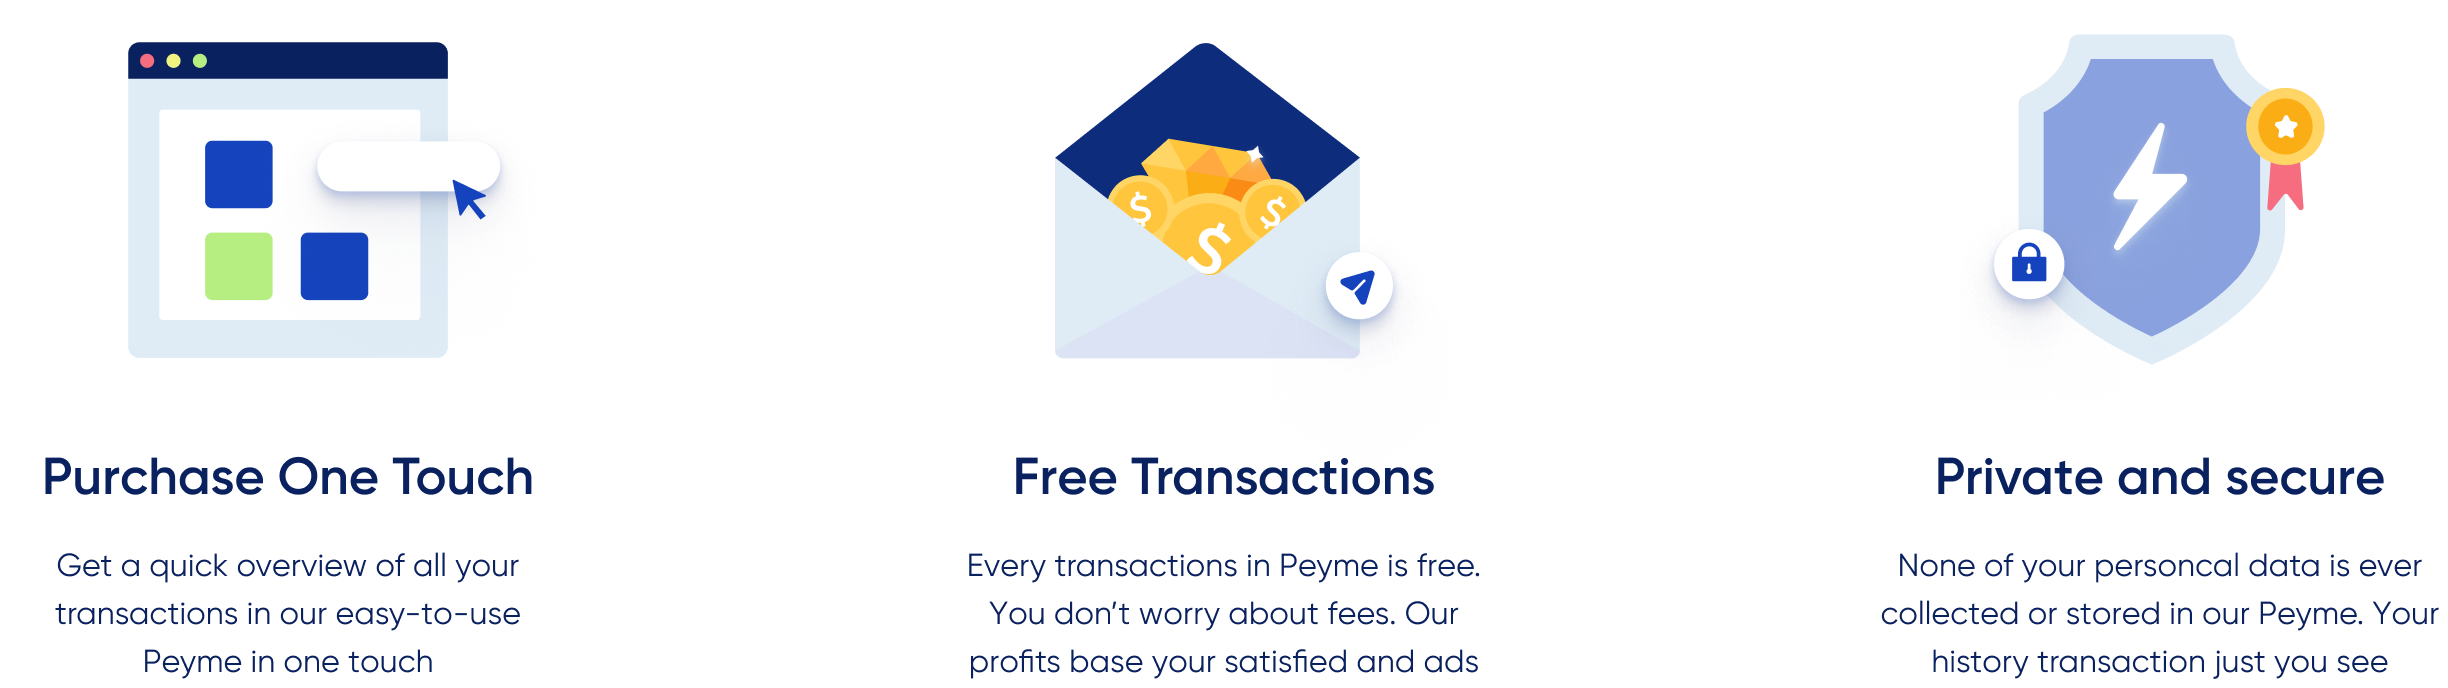 Purchase One Touch
Get a quick overview of all your
transactions in our easy-to-use
Peyme in one touch
Free Transactions
Every transactions in Peyme is free.
You don’t worry about fees. Our
profits base your satisfied and ads
Private and secure
None of your personcal data is ever
collected or stored in our Peyme. Your
history transaction just you see